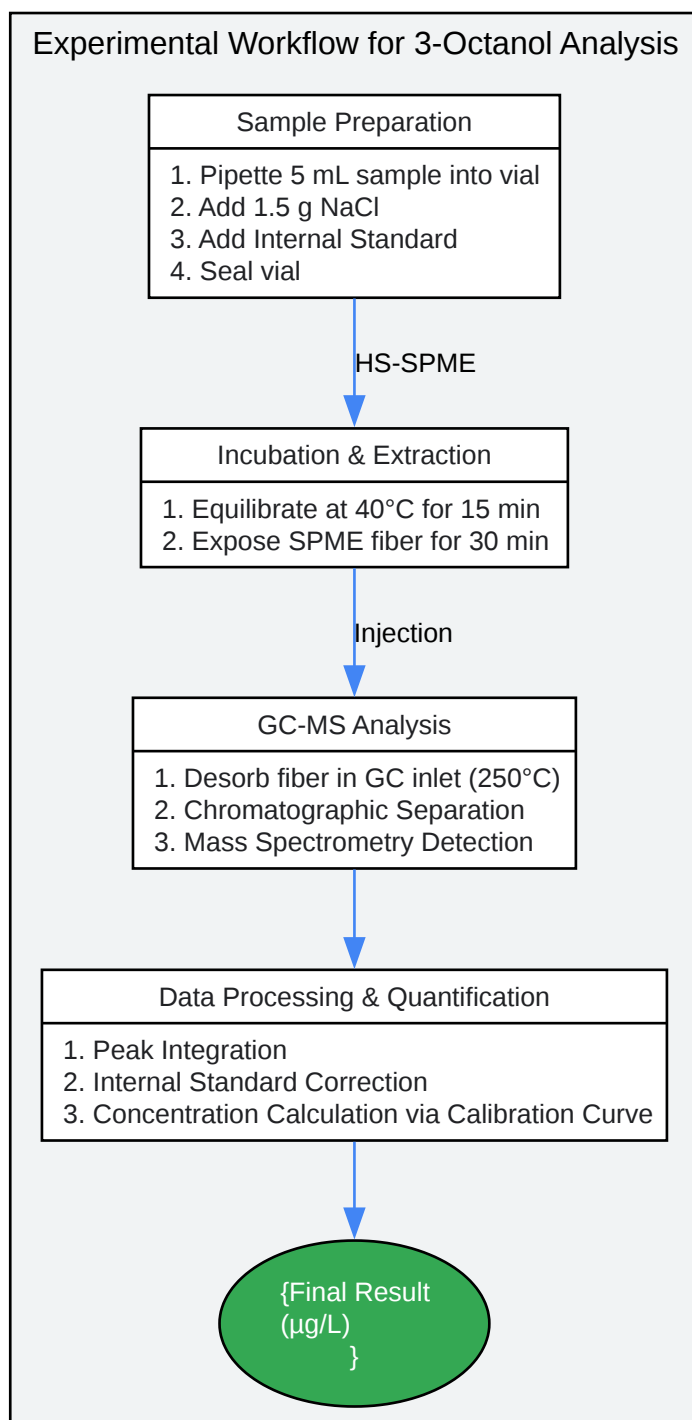 Experimental Workflow for 3-Octanol Analysis
Sample Preparation
1. Pipette 5 mL sample into vial
2. Add 1.5 g NaCl
3. Add Internal Standard
4. Seal vial
HS-SPME
Incubation & Extraction
1. Equilibrate at 40°C for 15 min
2. Expose SPME fiber for 30 min
Injection
GC-MS Analysis
1. Desorb fiber in GC inlet (250°C)
2. Chromatographic Separation
3. Mass Spectrometry Detection
Data Processing & Quantification
1. Peak Integration
2. Internal Standard Correction
3. Concentration Calculation via Calibration Curve
{Final Result
(µg/L)
}